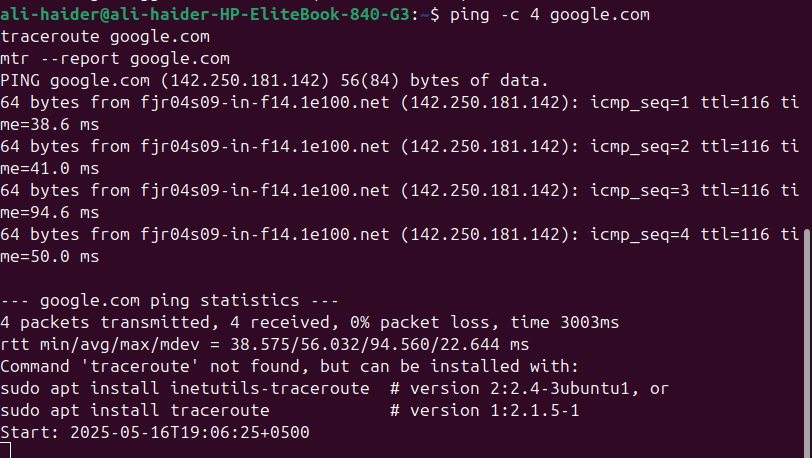 ali-haider@ali-haider-HP-EliteBook-840-G3:~$ ping -c 4 google.com
traceroute google.com
mtr --report google.com
PING google.com (142.250.181.142) 56(84) bytes of data.
64 bytes from fjr04s09-in-f14.1e100.net (142.250.181.142): icmp_seq=1 ttl=116 ti
me=38.6 ms
64 bytes from fjr04s09-in-f14.1e100.net (142.250.181.142): icmp_seq=2 ttl=116 ti
me=41.0 ms
64 bytes from fjr04s09-in-f14.1e100.net (142.250.181.142): icmp_seq=3 ttl=116 ti
me=94.6 ms
64 bytes from fjr04s09-in-f14.1e100.net (142.250.181.142): icmp_seq=4 ttl=116 ti
me=50.0 ms

--- google.com ping statistics ---
4 packets transmitted, 4 received, 0% packet loss, time 3003ms
rtt min/avg/max/mdev = 38.575/56.032/94.560/22.644 ms
Command 'traceroute' not found, but can be installed with:
sudo apt install inetutils-traceroute  # version 2:2.4-3ubuntu1, or
sudo apt install traceroute            # version 1:2.1.5-1
Start: 2025-05-16T19:06:25+0500